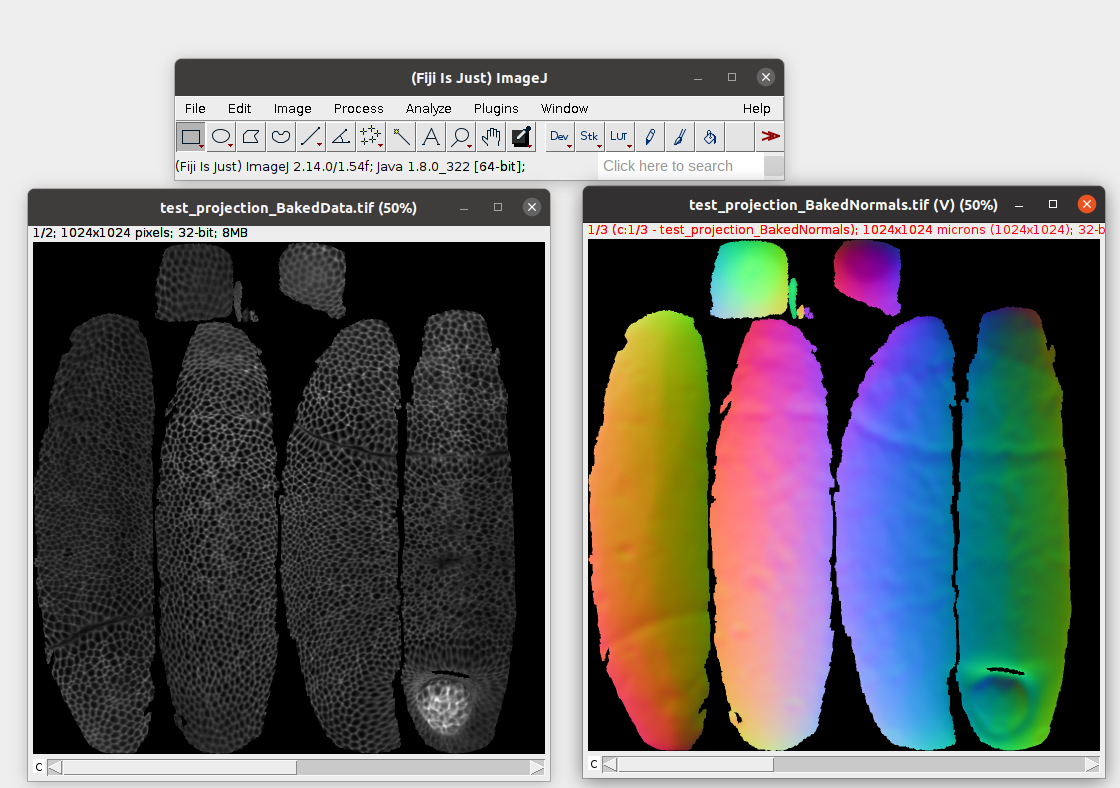 (Fiji Is Just) ImageJ
File Edit Image Process Analyze Plugins Window Help
A Dev Stk LUT
(Fiji Is Just) ImageJ 2.14.0/1.54f; Java 1.8.0_322 [64-bit]; Click here to search
test_projection_BakedData.tif (50%)
1/2; 1024x1024 pixels; 32-bit; 8MB
C
test_projection_BakedNormals.tif (V) (50%)
1/3 (c:1/3 - test_projection_BakedNormals); 1024x1024 microns (1024x1024); 32-b
C